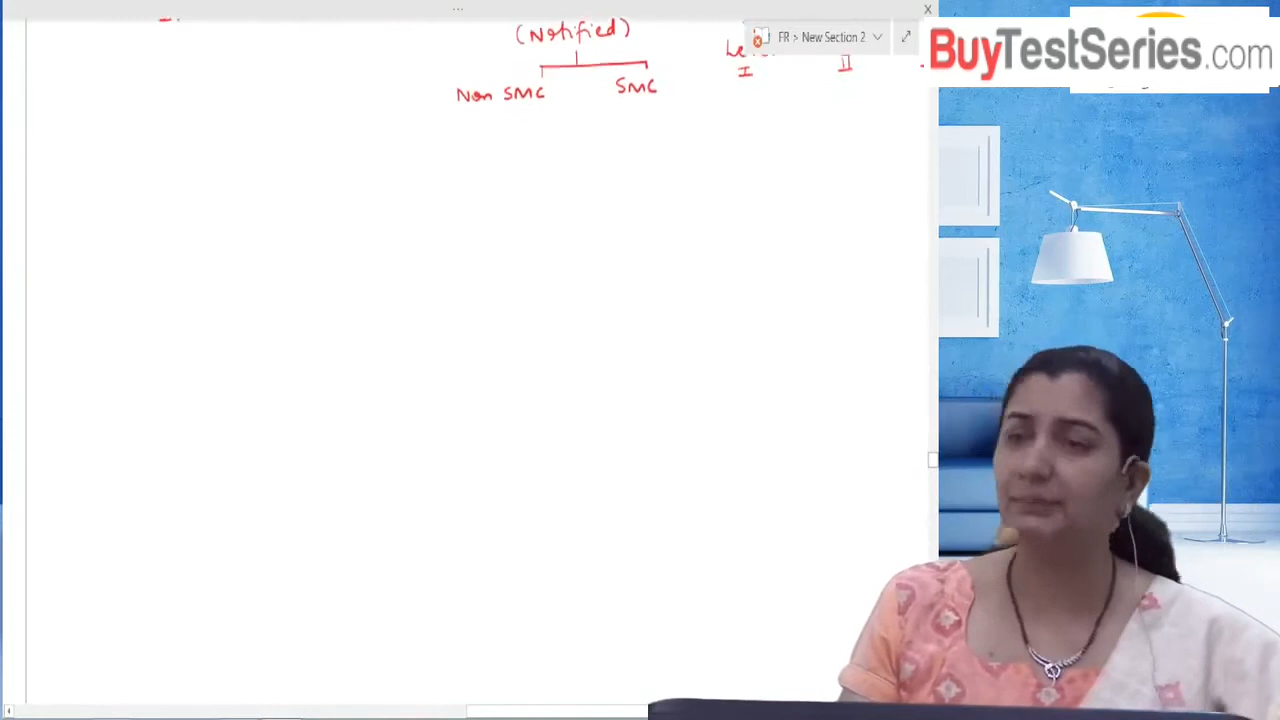 (Notified)
FR > New Section 2
BuyTestSeries.com
I
II
Non SMC
SMC